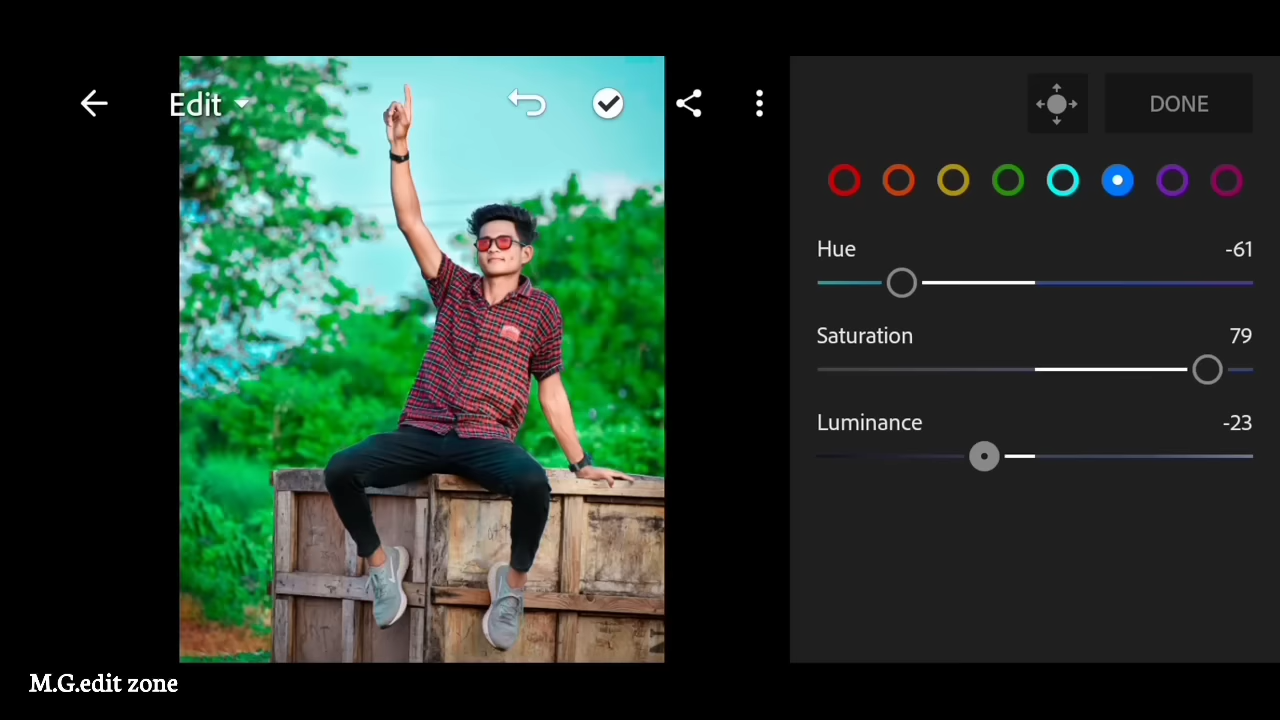 Edit
DONE
Hue -61
Saturation 79
Luminance -23
M.G.edit zone